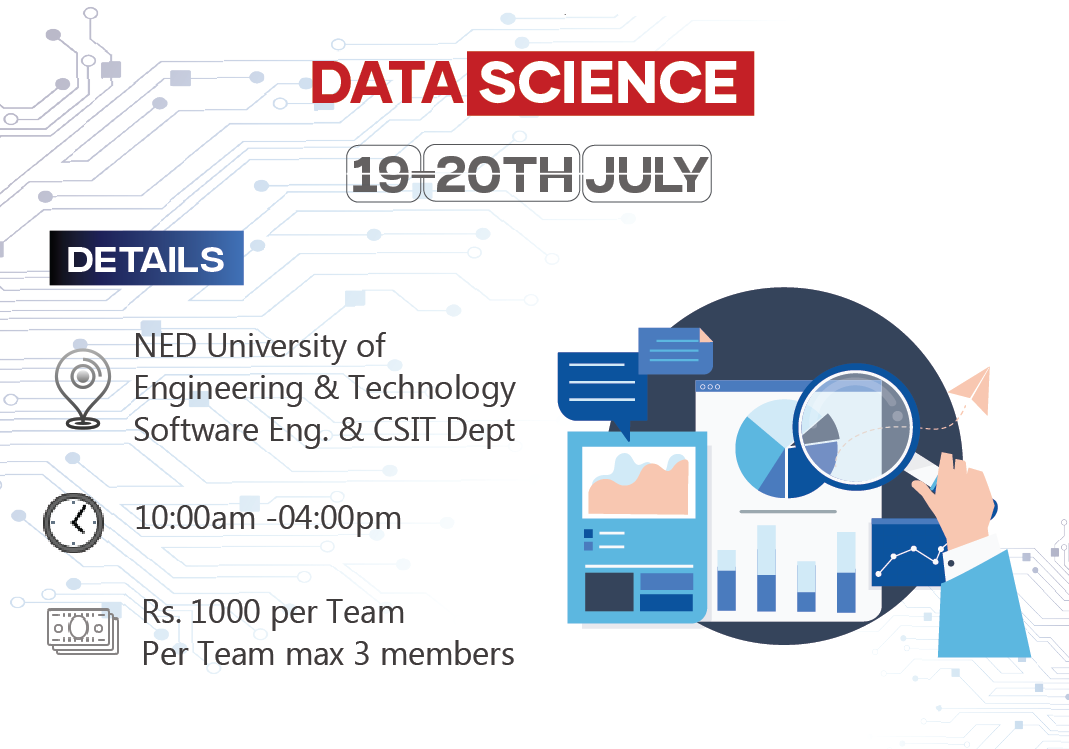 DATA SCIENCE
19-20TH JULY
DETAILS
NED University of
Engineering & Technology
Software Eng. & CSIT Dept
10:00am -04:00pm
Rs. 1000 per Team
Per Team max 3 members